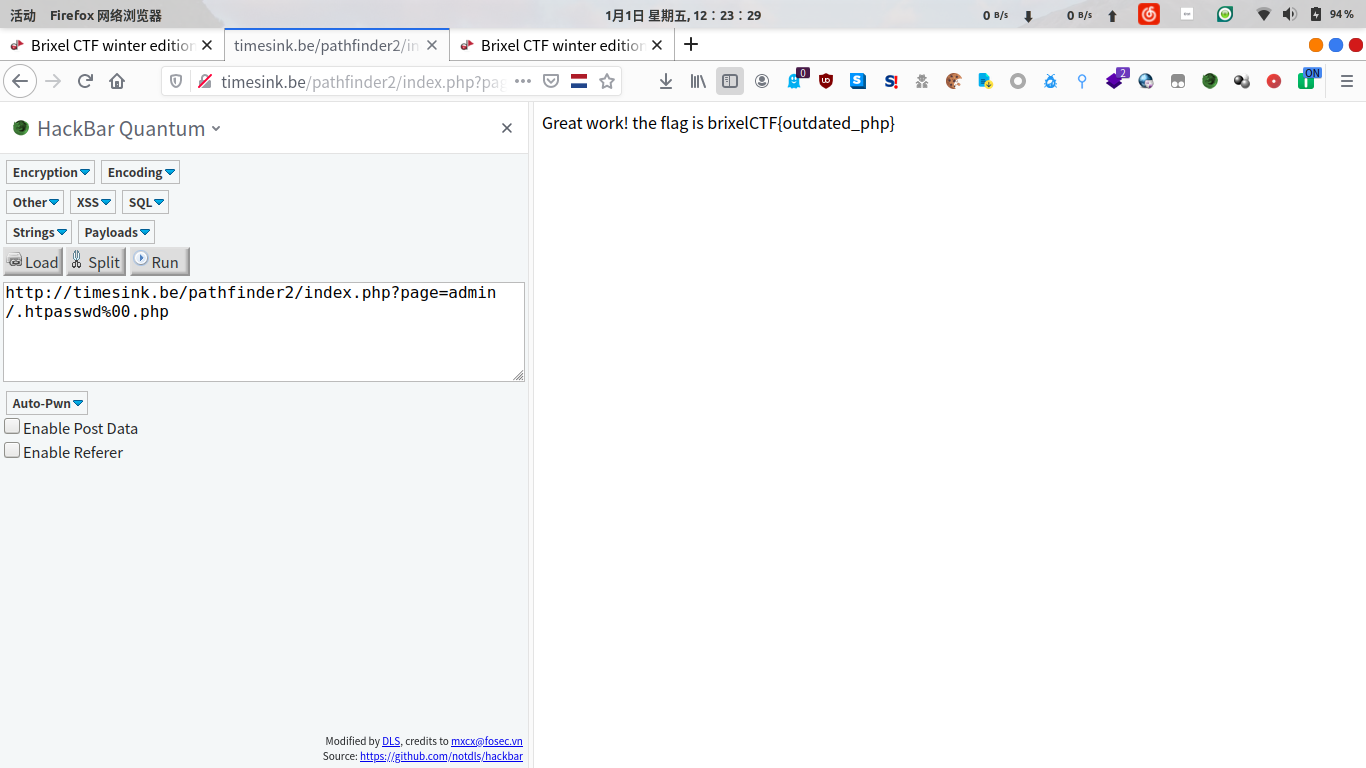 活动 Firefox 网络浏览器 1月1日 星期五, 12：23：29 0 B/s 0 B/s 94 %
Brixel CTF winter edition timesink.be/pathfinder2/in Brixel CTF winter edition
timesink.be/pathfinder2/index.php?pag 0 2 ON
HackBar Quantum
Great work! the flag is brixelCTF{outdated_php}
Encryption Encoding
Other XSS SQL
Strings Payloads
Load Split Run
http://timesink.be/pathfinder2/index.php?page=admin
/.htpasswd%00.php
Auto-Pwn
Enable Post Data
Enable Referer
Modified by DLS, credits to mxcx@fosec.vn
Source: https://github.com/notdls/hackbar